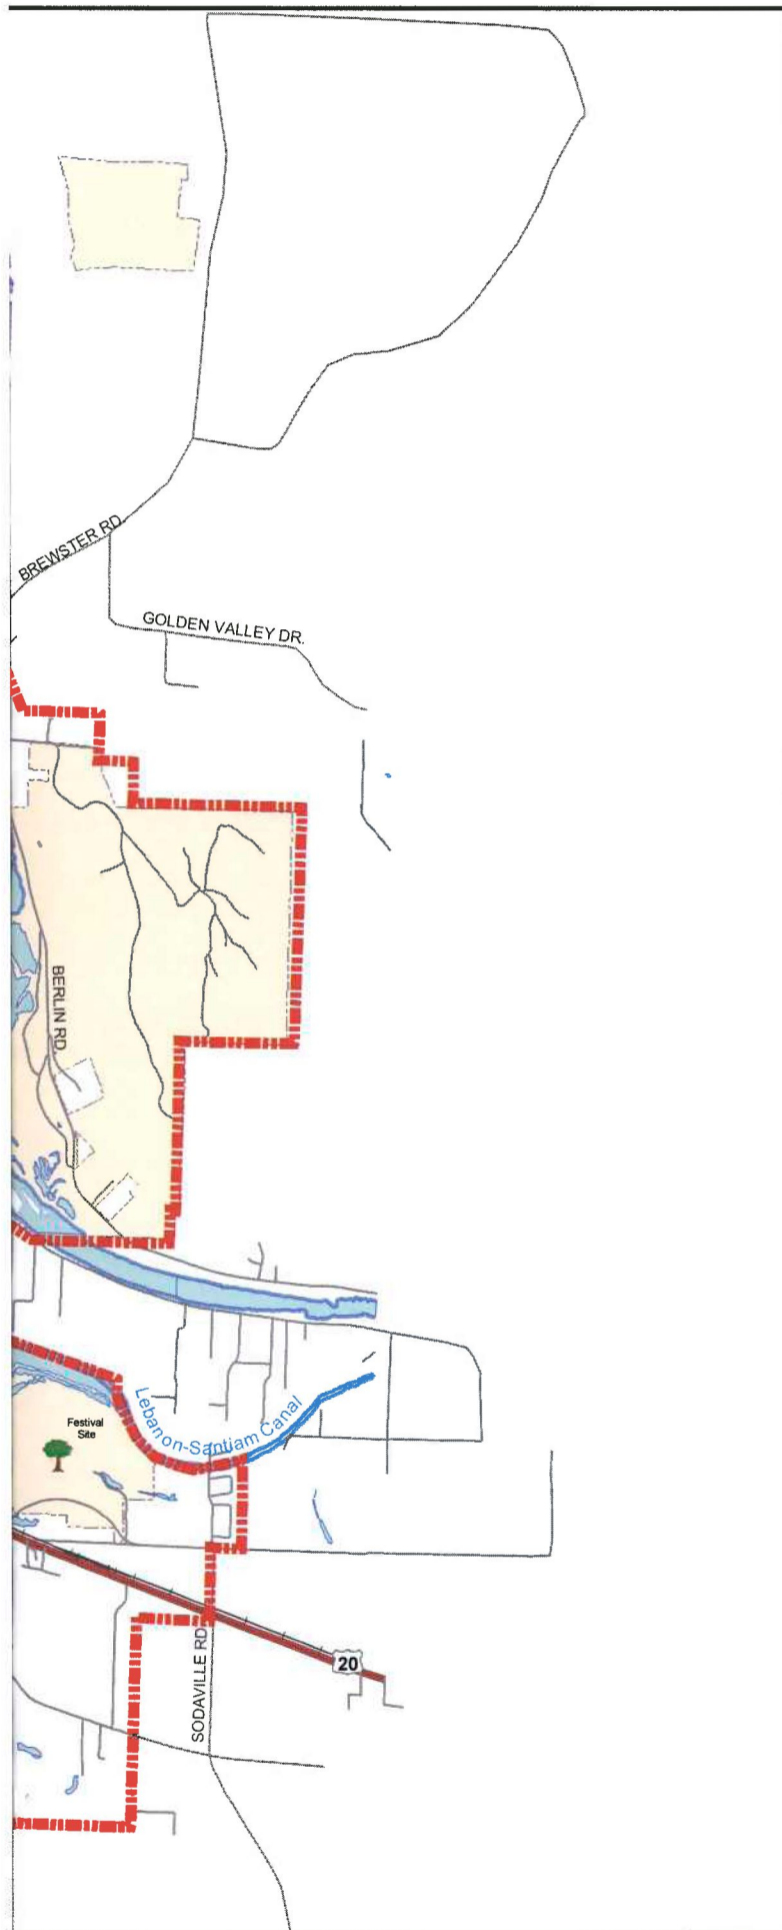 BREWSTER RD.
GOLDEN VALLEY DR.
BERLIN RD.
Lebanon-Santiam Canal
Festival
Site
20
SODAVILLE RD.